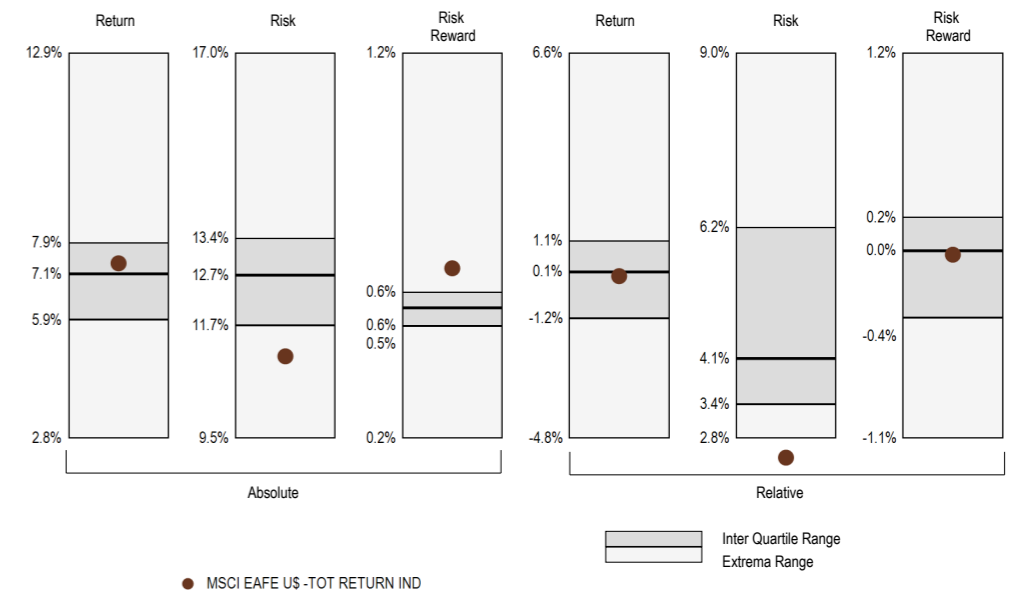 Return
Risk
Risk
Reward
Return
Risk
Risk
Reward
12.9%
7.9%
7.1%
5.9%
2.8%
17.0%
13.4%
12.7%
11.7%
9.5%
1.2%
0.6%
0.6%
0.5%
0.2%
6.6%
1.1%
0.1%
-1.2%
-4.8%
9.0%
6.2%
4.1%
3.4%
2.8%
1.2%
0.2%
0.0%
-0.4%
-1.1%
Absolute
Relative
Inter Quartile Range
Extrema Range
MSCI EAFE U$ -TOT RETURN IND